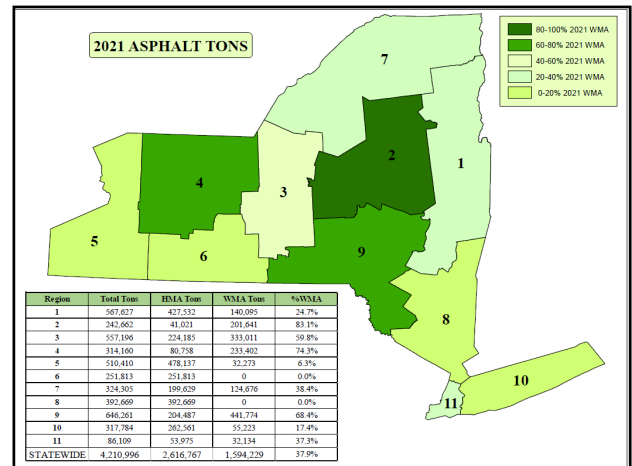 2021 ASPHALT TONS
80-100% 2021 WMA
60-80% 2021 WMA
40-60% 2021 WMA
20-40% 2021 WMA
0-20% 2021 WMA
7
2
1
4
3
5
6
9
8
10
11
Region Total Tons HMA Tons WMA Tons %WMA
1 567,627 427,532 140,095 24.7%
2 242,662 41,021 201,641 83.1%
3 557,196 224,185 333,011 59.8%
4 314,160 80,758 233,402 74.3%
5 510,410 478,137 32,273 6.3%
6 251,813 251,813 0 0.0%
7 324,305 199,629 124,676 38.4%
8 392,669 392,669 0 0.0%
9 646,261 204,487 441,774 68.4%
10 317,784 262,561 55,223 17.4%
11 86,109 53,975 32,134 37.3%
STATEWIDE 4,210,996 2,616,767 1,594,229 37.9%